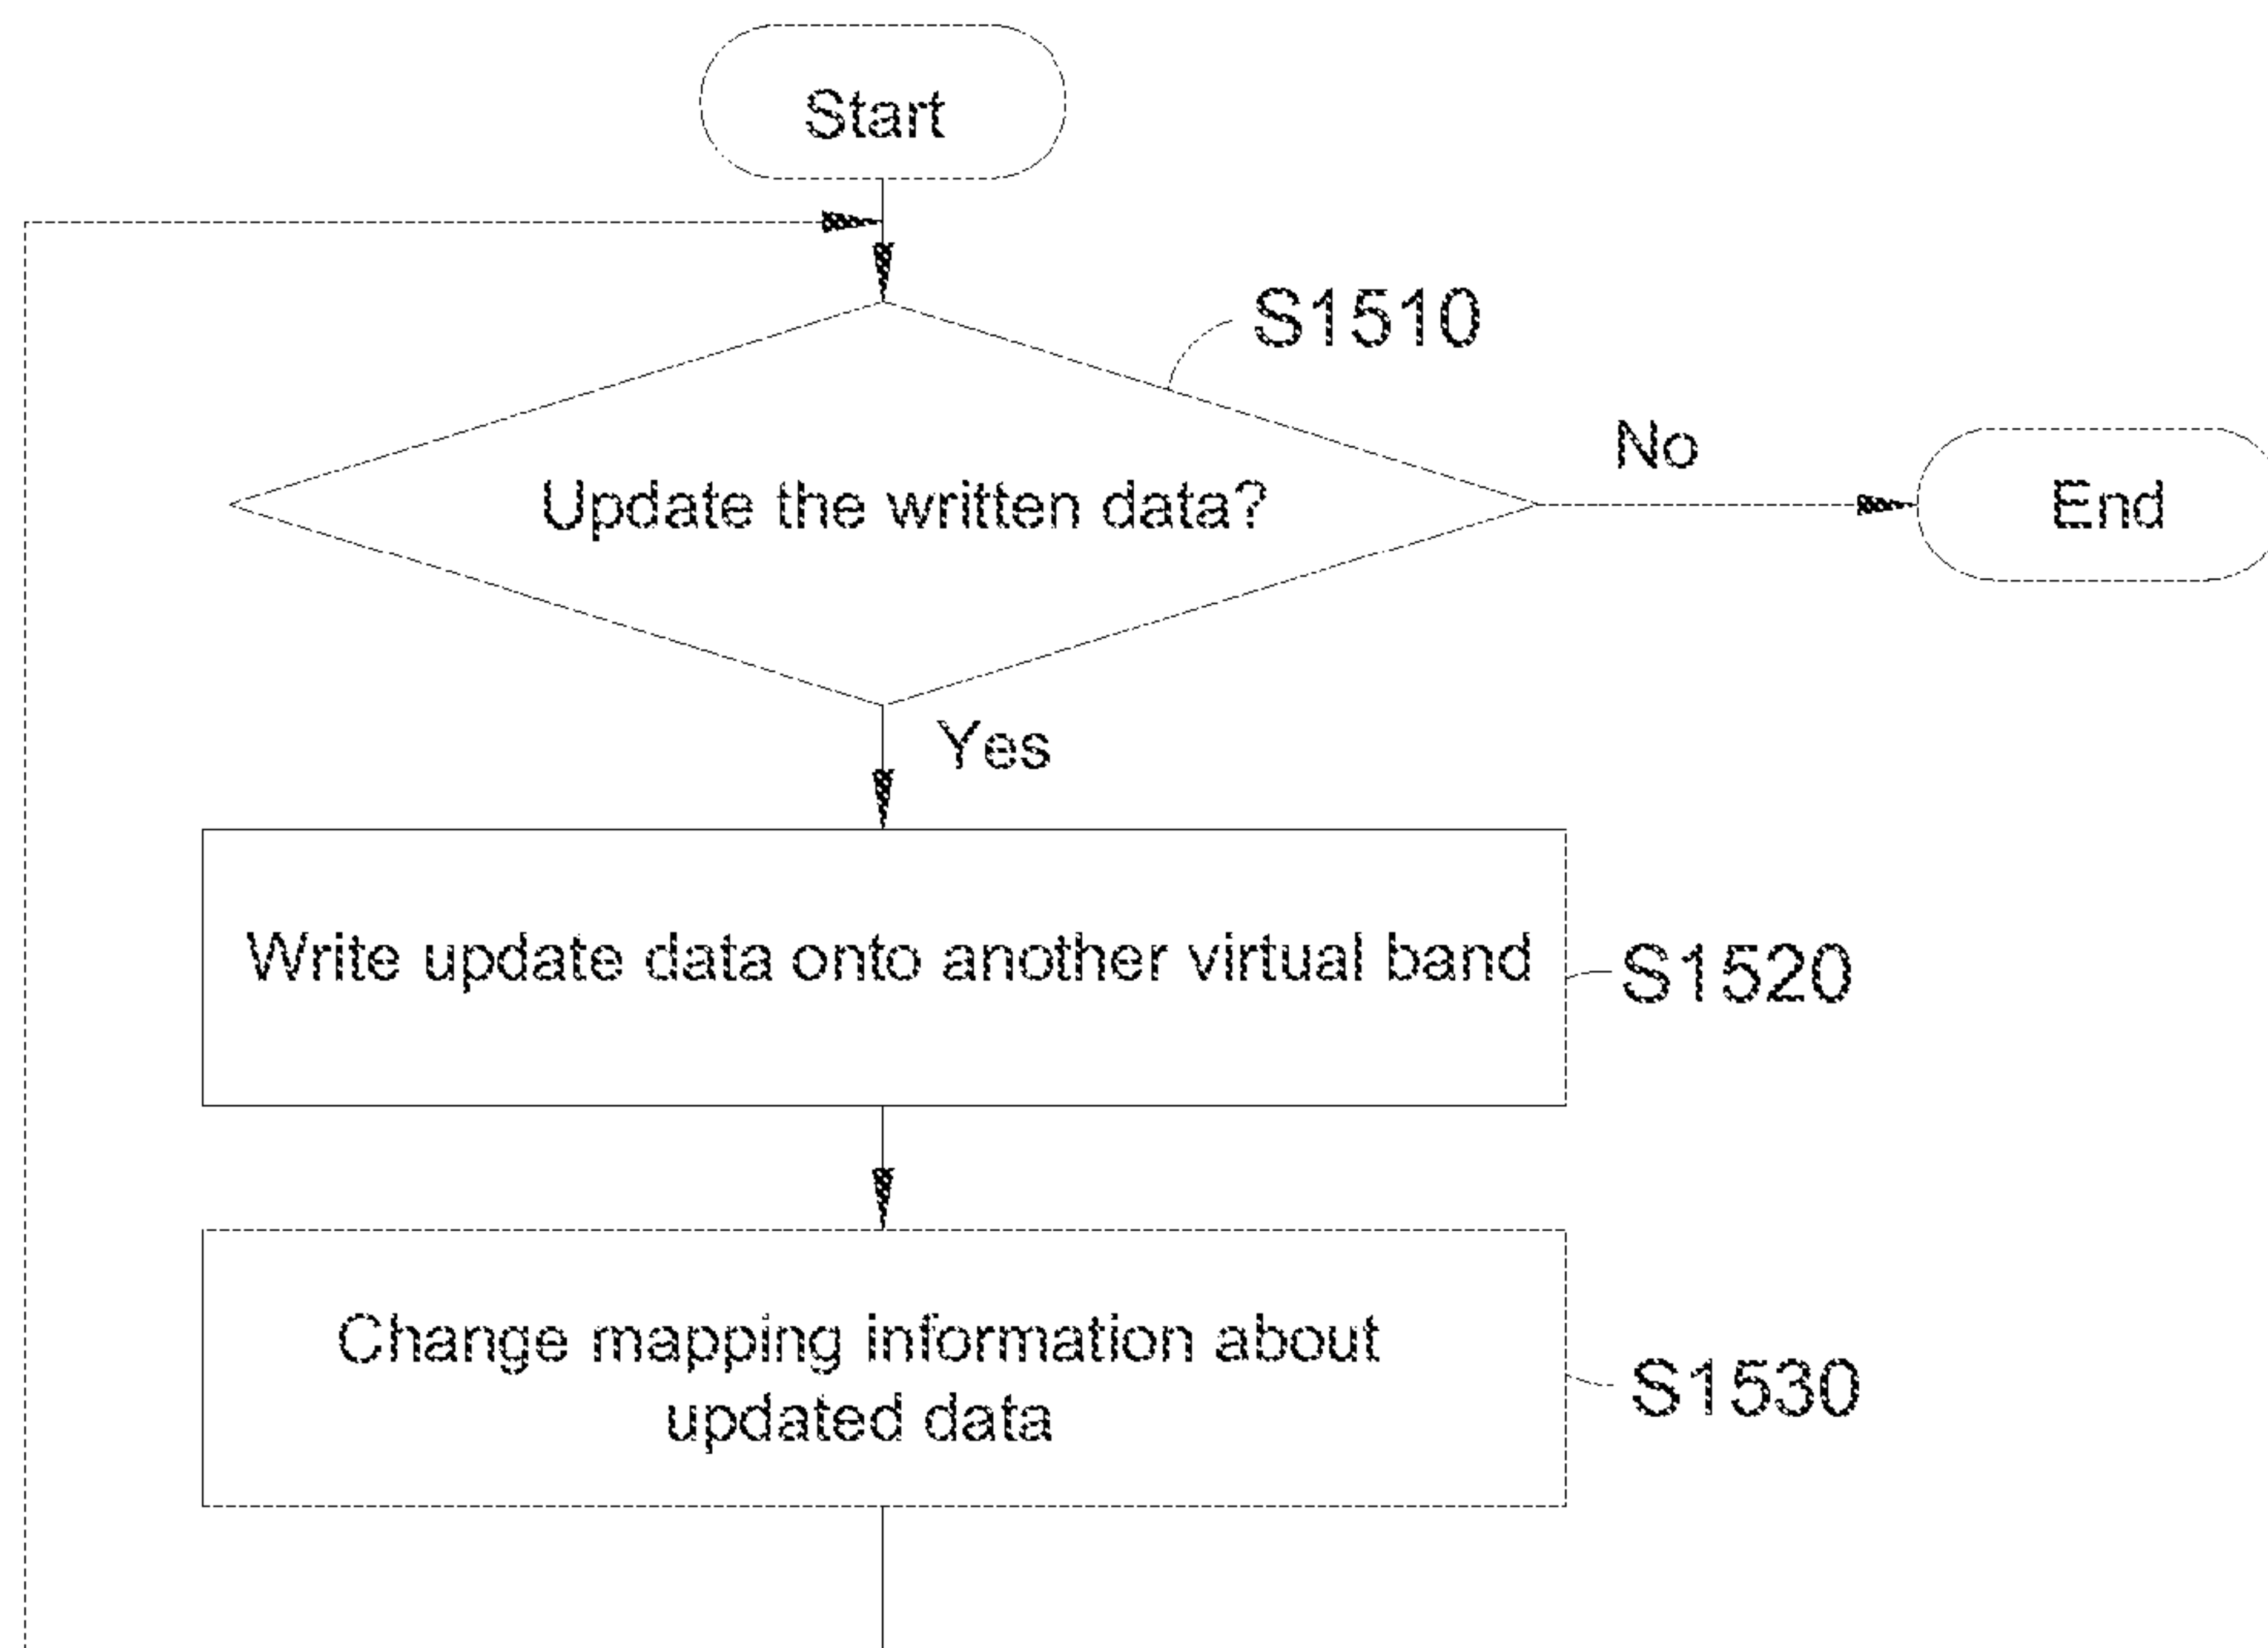 Start
S1510
No
Update the written data?
End
Yes
Write update data onto another virtual band
S1520
Change mapping information about
updated data
S1530